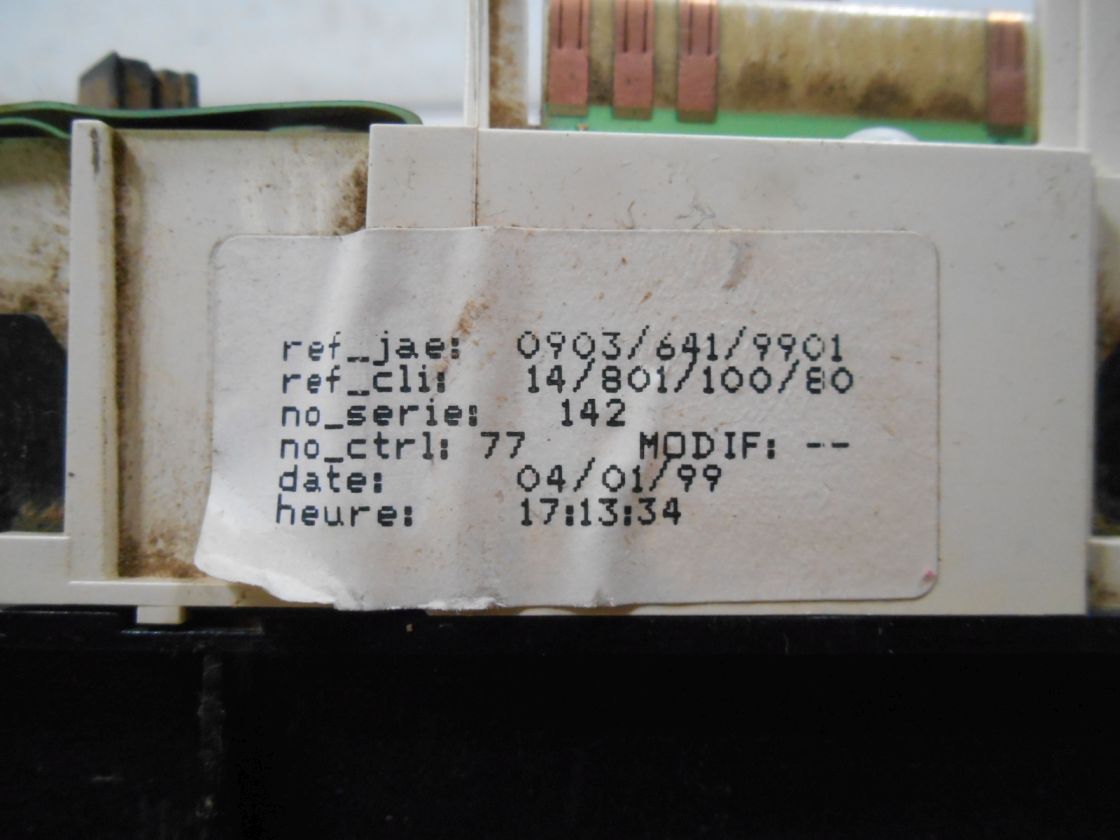 ref_jae: 0903/641/9901
ref_cli: 14/801/100/80
no_serie: 142
no_ctrl: 77 MODIF: --
date: 04/01/99
heure: 17:13:34